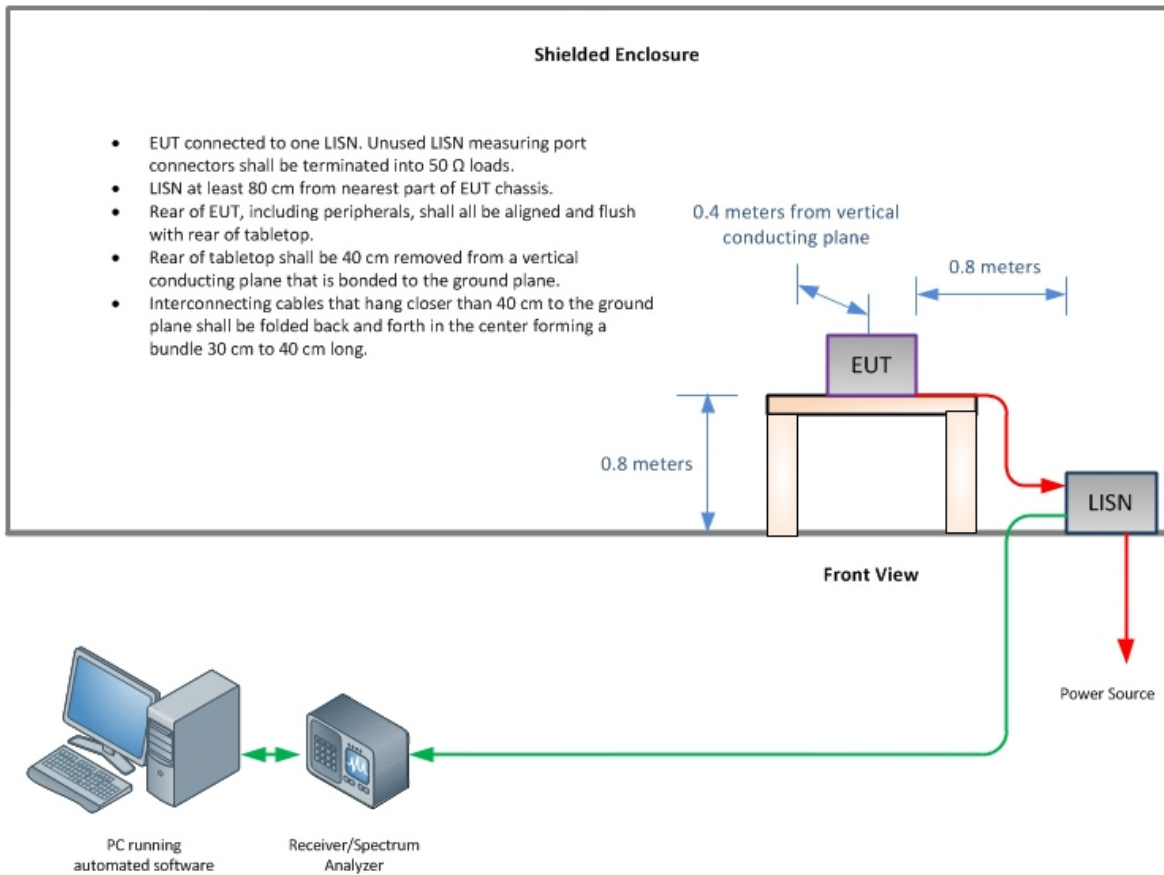 Shielded Enclosure
• EUT connected to one LISN. Unused LISN measuring port
connectors shall be terminated into 50 Ω loads.
• LISN at least 80 cm from nearest part of EUT chassis.
• Rear of EUT, including peripherals, shall all be aligned and flush
with rear of tabletop.
• Rear of tabletop shall be 40 cm removed from a vertical
conducting plane that is bonded to the ground plane.
• Interconnecting cables that hang closer than 40 cm to the ground
plane shall be folded back and forth in the center forming a
bundle 30 cm to 40 cm long.
0.4 meters from vertical
conducting plane
0.8 meters
EUT
0.8 meters
LISN
Front View
Power Source
PC running
automated software
Receiver/Spectrum
Analyzer